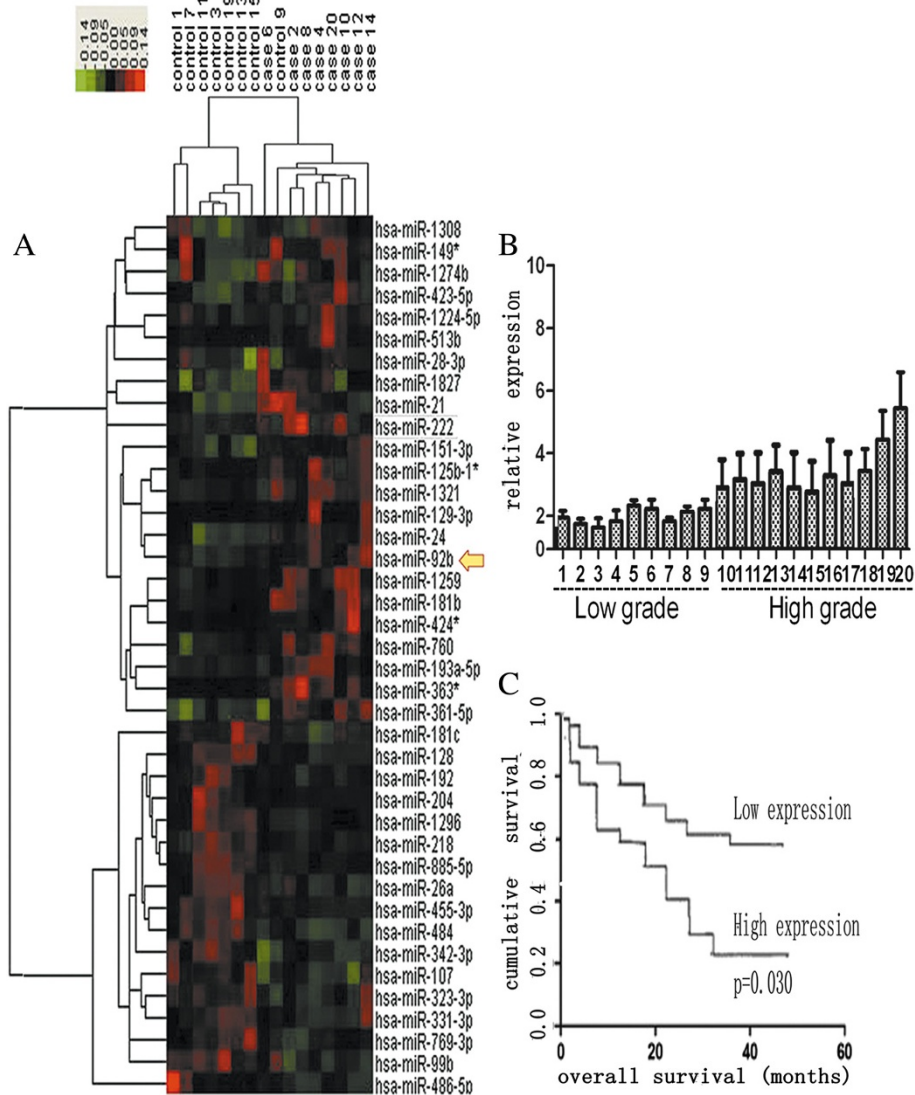 -0.14
-0.09
-0.05
0.00
0.05
0.09
0.14
control 1
control 7
control 11
control 3
control 19
control 13
control 15
case 6
control 9
case 2
case 8
case 4
case 20
case 10
case 12
case 14
A
hsa-miR-1308
hsa-miR-149*
hsa-miR-1274b
hsa-miR-423-5p
hsa-miR-1224-5p
hsa-miR-513b
hsa-miR-28-3p
hsa-miR-1827
hsa-miR-21
hsa-miR-222
hsa-miR-151-3p
hsa-miR-125b-1*
hsa-miR-1321
hsa-miR-129-3p
hsa-miR-24
hsa-miR-92b
hsa-miR-1259
hsa-miR-181b
hsa-miR-424*
hsa-miR-760
hsa-miR-193a-5p
hsa-miR-363*
hsa-miR-361-5p
hsa-miR-181c
hsa-miR-128
hsa-miR-192
hsa-miR-204
hsa-miR-1296
hsa-miR-218
hsa-miR-885-5p
hsa-miR-26a
hsa-miR-455-3p
hsa-miR-484
hsa-miR-342-3p
hsa-miR-107
hsa-miR-323-3p
hsa-miR-331-3p
hsa-miR-769-3p
hsa-miR-99b
hsa-miR-486-5p
B
relative expression
10
8
6
4
2
0
1 2 3 4 5 6 7 8 9 10 11 12 13 14 15 16 17 18 19 20
Low grade High grade
C
cumulative survival
1.0
0.8
0.6
0.4
0.2
0.0
Low expression
High expression
p=0.030
0 20 40 60
overall survival (months)